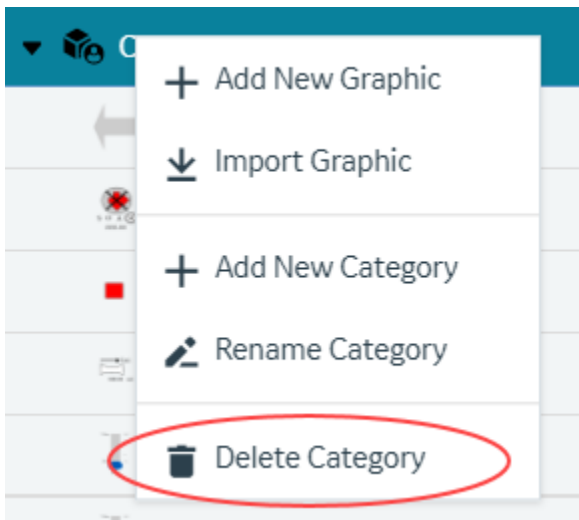 Add New Graphic
Import Graphic
Add New Category
Rename Category
Delete Category